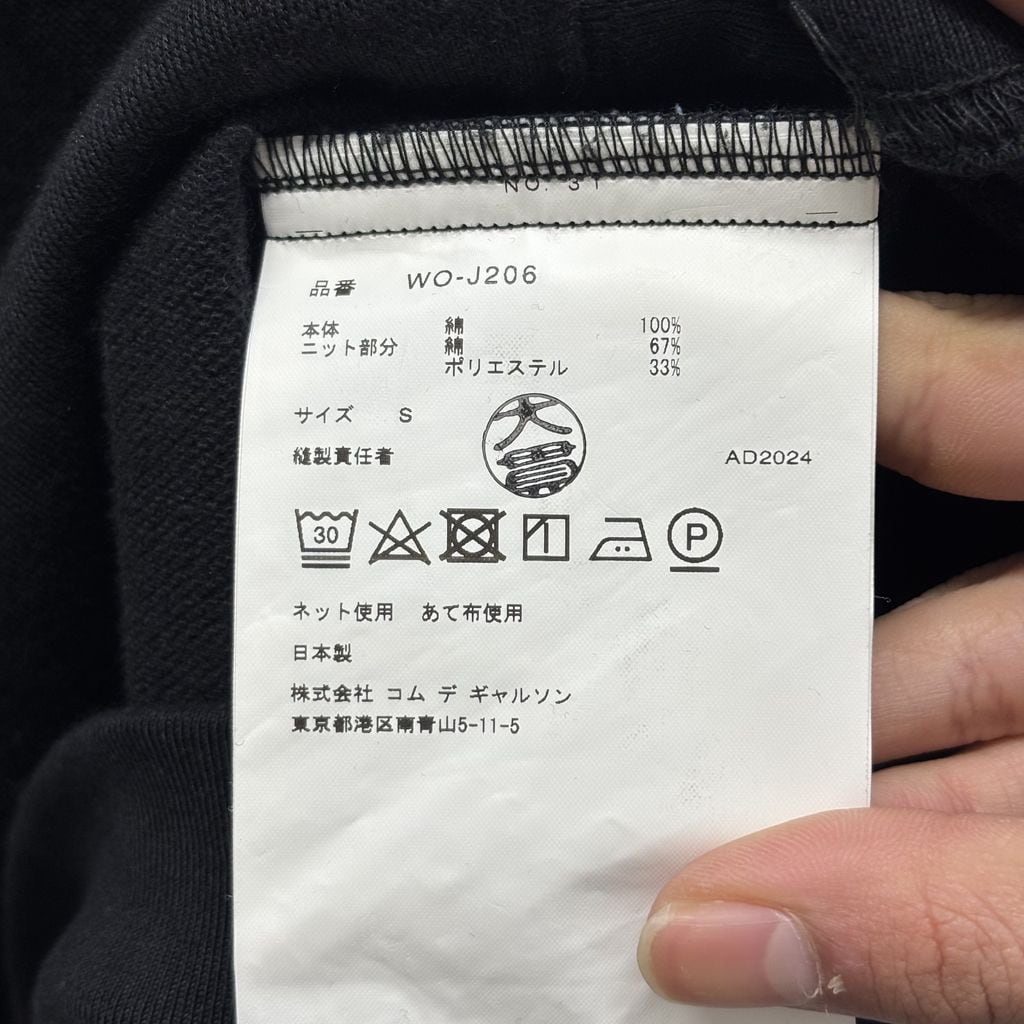 NO. 31
品番 WO-J206
本体 綿 100%
ニット部分 綿 67%
ポリエステル 33%
サイズ S
縫製責任者 AD2024
30 P
ネット使用 あて布使用
日本製
株式会社 コム デ ギャルソン
東京都港区南青山5-11-5